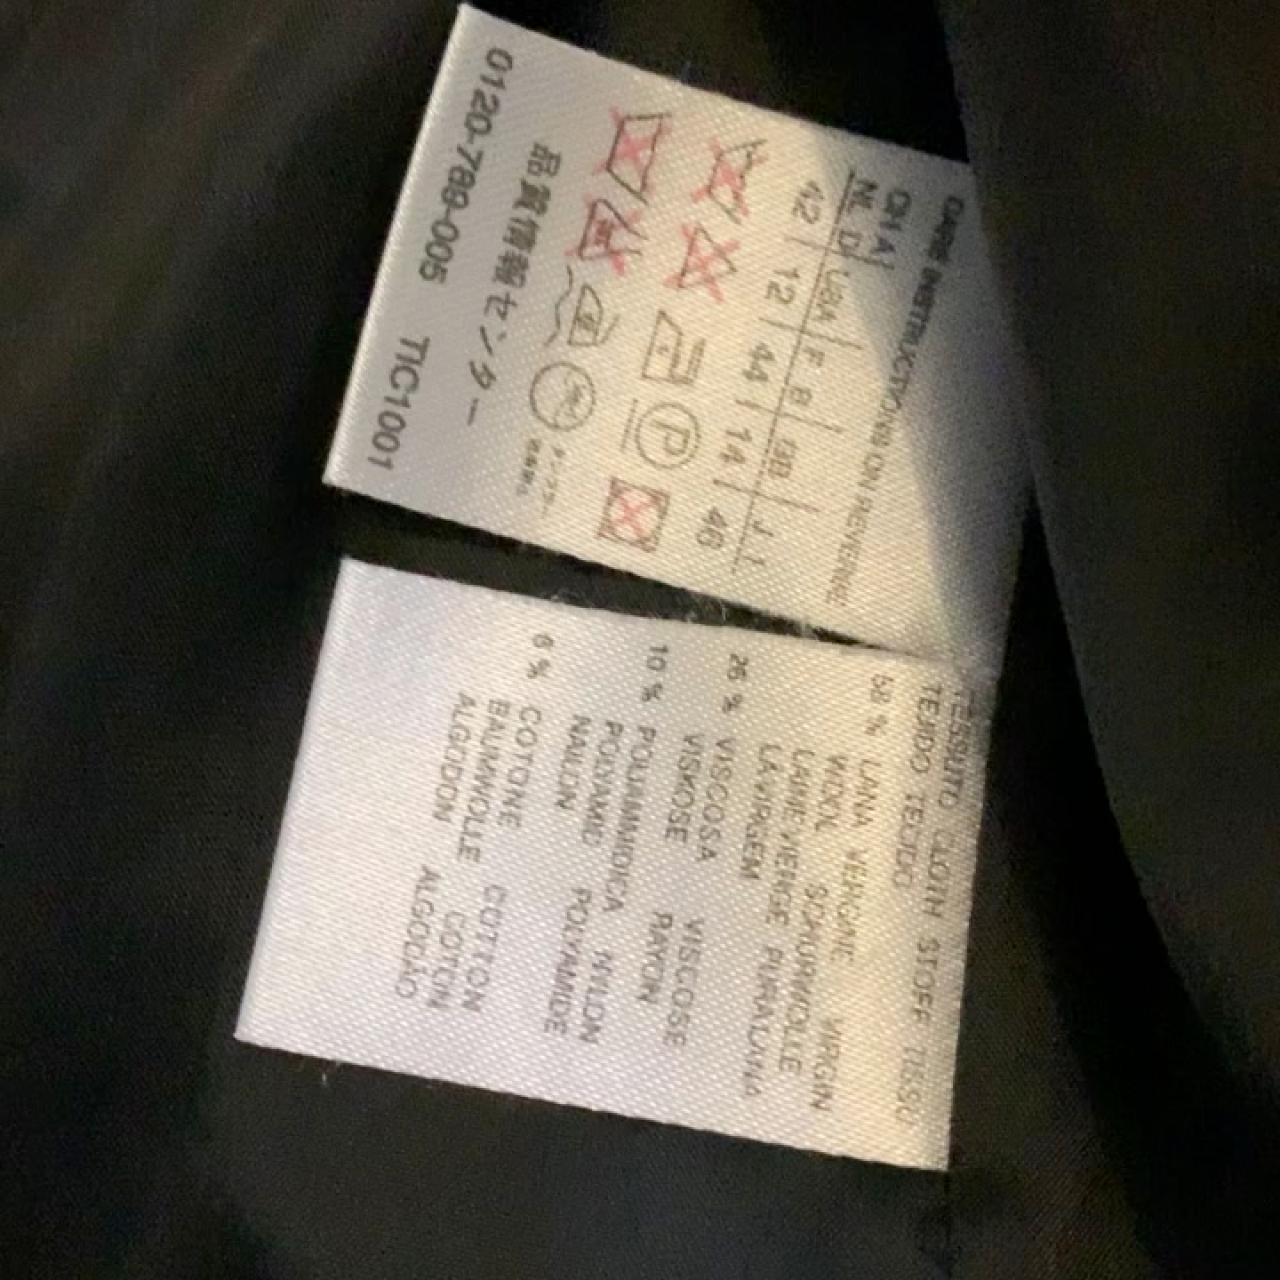 CARE INSTRUCTIONS ON REVERSE
CH A
NL D USA F B GB J I
42 12 44 14 46
P
品質情報センター
0120-789-005 TIC1001
TESSUTO CLOTH STOFF TISSU
TEJIDO TECIDO
58 % LANA VERGINE VIRGIN
WOOL SCHURWOLLE
LAINE VIERGE PURALANA
LA VIRGEM
26 % VISCOSA VISCOSE
VISKOSE RAYON
10 % POLIAMMIDICA NYLON
POLYAMID POLYAMIDE
NAILON
6 % COTONE COTTON
BAUMWOLLE COTON
ALGODON ALGODÃO